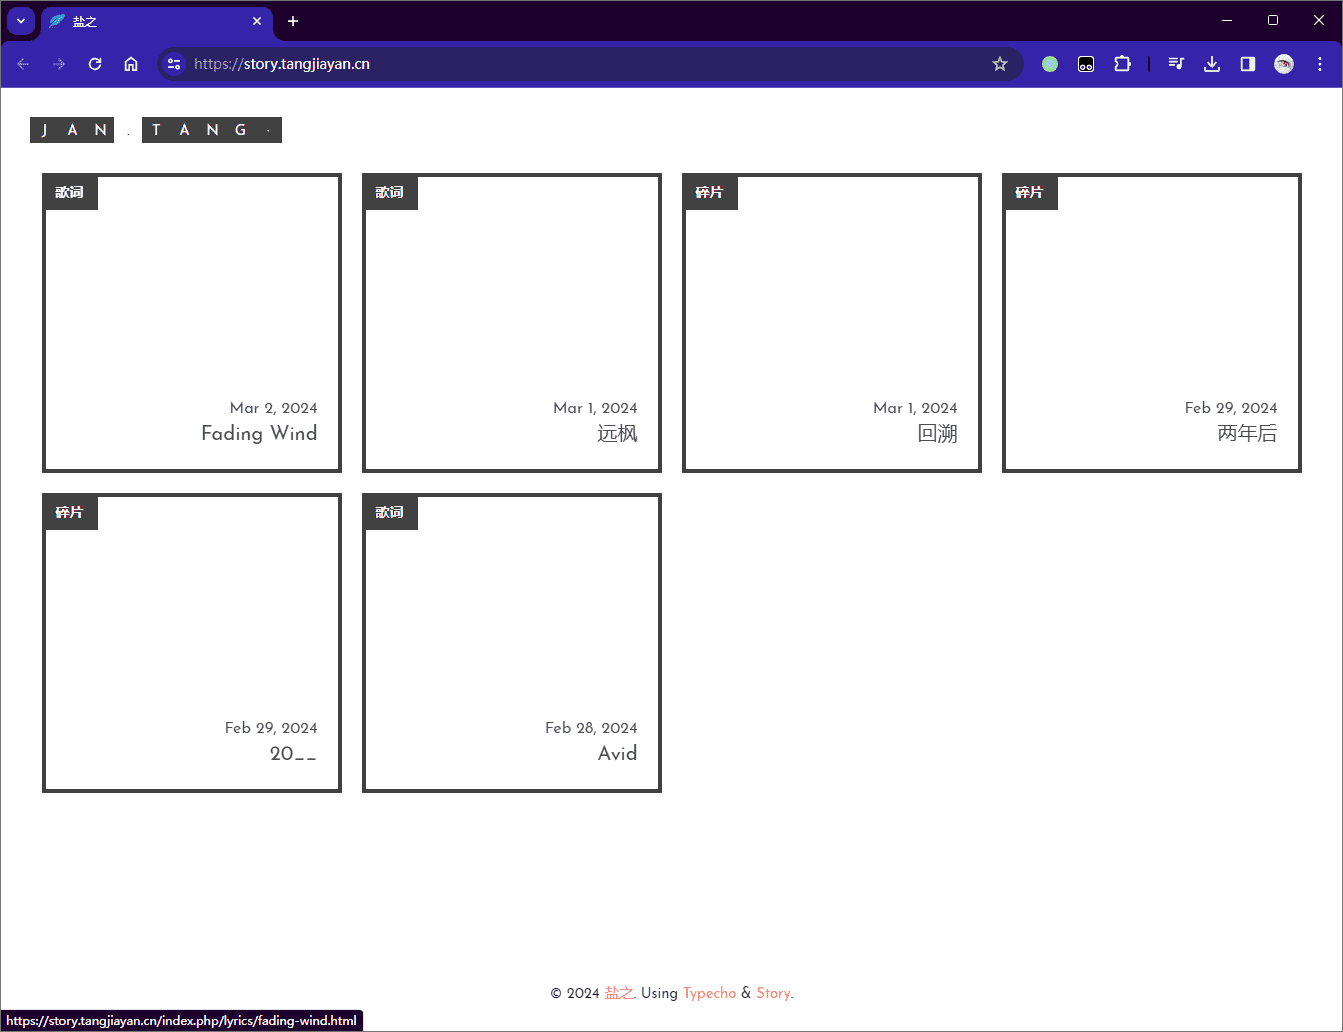 盐之
https://story.tangjiayan.cn
J A N . T A N G ·
歌词
Mar 2, 2024
Fading Wind
歌词
Mar 1, 2024
远枫
碎片
Mar 1, 2024
回溯
碎片
Feb 29, 2024
两年后
碎片
Feb 29, 2024
20__
歌词
Feb 28, 2024
Avid
© 2024 盐之. Using Typecho & Story.
https://story.tangjiayan.cn/index.php/lyrics/fading-wind.html